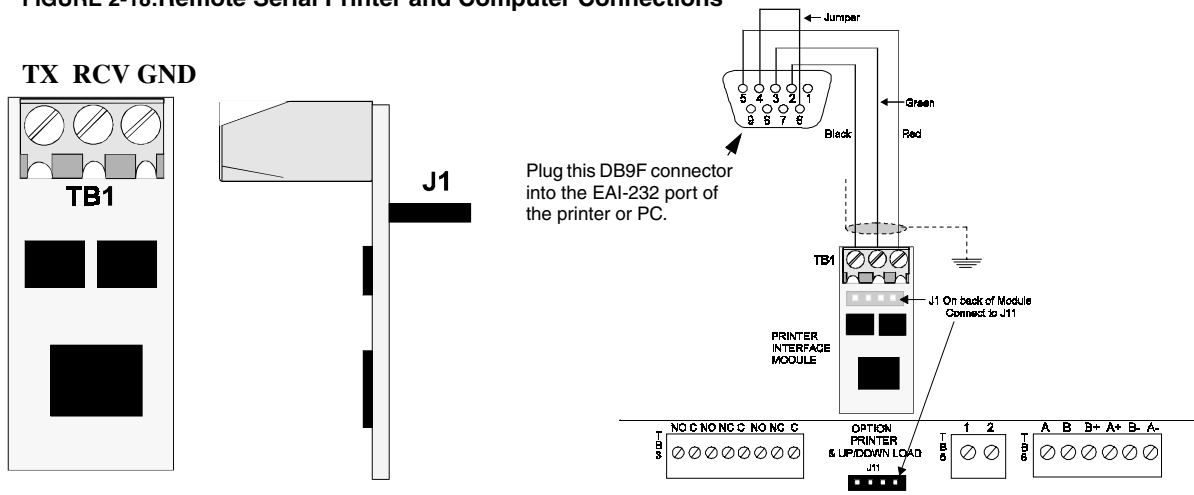 FIGURE 2-18.Remote Serial Printer and Computer Connections
TX RCV GND
TB1
J1
Jumper
5 4 3 2 1
9 8 7 6
Green
Black
Red
Plug this DB9F connector
into the EAI-232 port of
the printer or PC.
TB1
J1 On back of Module
Connect to J11
PRINTER
INTERFACE
MODULE
NO C NO NC C NO NC C
OPTION
PRINTER
& UP/DOWN LOAD
J11
1 2
A B B+ A+ B- A-